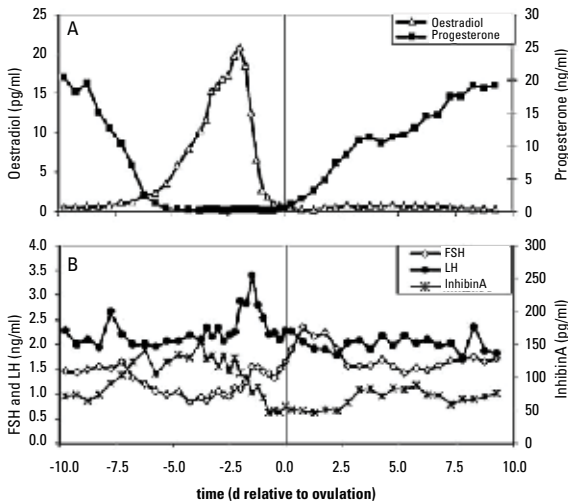 A
Oestradiol
Progesterone
Oestradiol (pg/ml)
25
20
15
10
5
0
Progesterone (ng/ml)
30
25
20
15
10
5
0
B
FSH
LH
InhibinA
FSH and LH (ng/ml)
4.0
3.5
3.0
2.5
2.0
1.5
1.0
0.5
0.0
InhibinA (pg/ml)
300
250
200
150
100
50
0
-10.0 -7.5 -5.0 -2.5 0.0 2.5 5.0 7.5 10.0
time (d relative to ovulation)